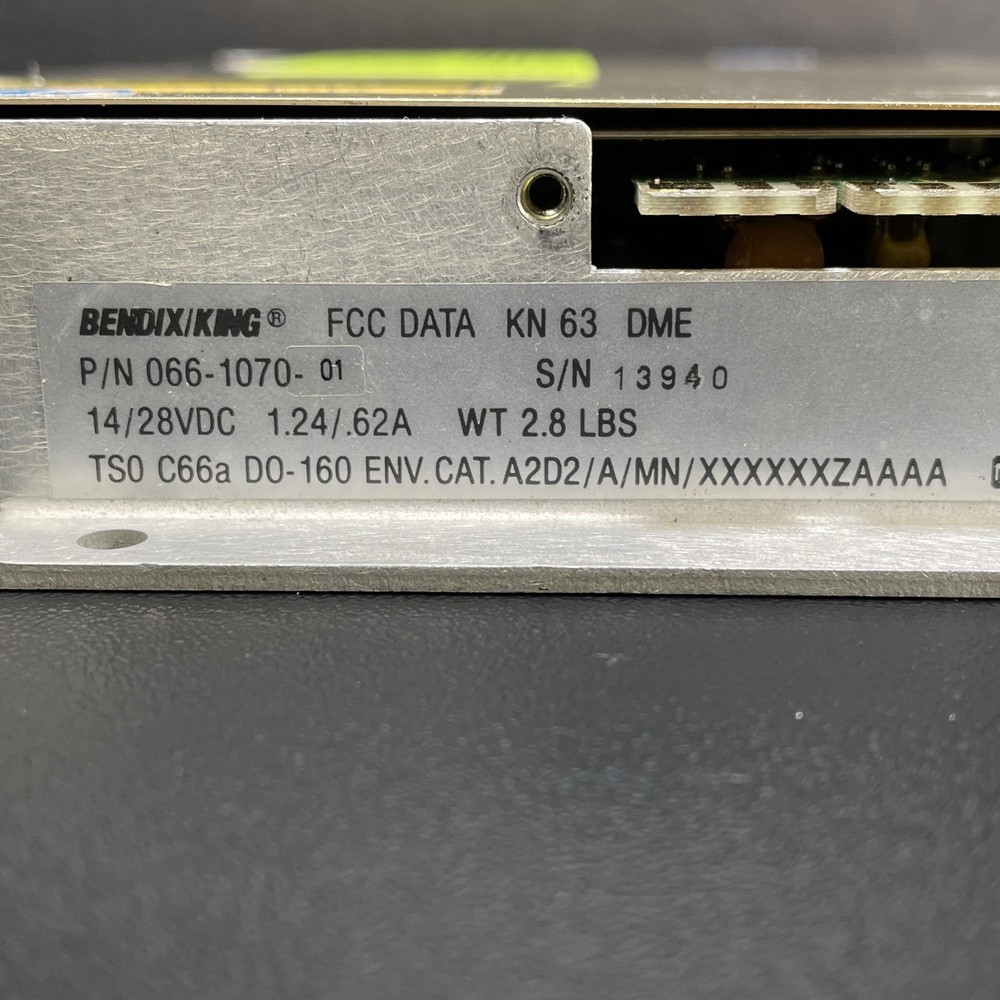 BENDIX/KING® FCC DATA KN 63 DME
P/N 066-1070- 01 S/N 13940
14/28VDC 1.24/.62A WT 2.8 LBS
TSO C66a DO-160 ENV. CAT. A2D2/A/MN/XXXXXXZAAAA